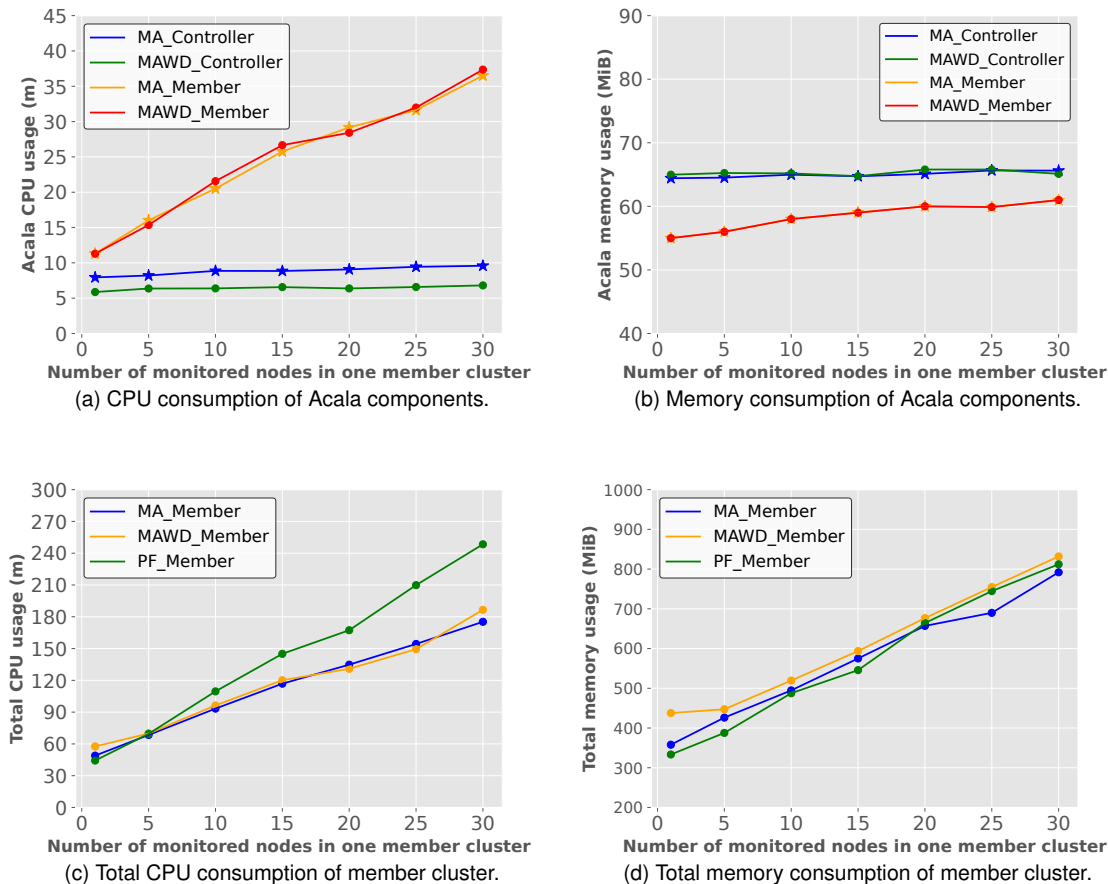 45
40
35
30
25
20
15
10
5
0
Acala CPU usage (m)
MA_Controller
MAWD_Controller
MA_Member
MAWD_Member
0 5 10 15 20 25 30
Number of monitored nodes in one member cluster
(a) CPU consumption of Acala components.
90
80
70
60
50
40
Acala memory usage (MiB)
MA_Controller
MAWD_Controller
MA_Member
MAWD_Member
0 5 10 15 20 25 30
Number of monitored nodes in one member cluster
(b) Memory consumption of Acala components.
300
270
240
210
180
150
120
90
60
30
0
Total CPU usage (m)
MA_Member
MAWD_Member
PF_Member
0 5 10 15 20 25 30
Number of monitored nodes in one member cluster
(c) Total CPU consumption of member cluster.
1000
900
800
700
600
500
400
300
200
Total memory usage (MiB)
MA_Member
MAWD_Member
PF_Member
0 5 10 15 20 25 30
Number of monitored nodes in one member cluster
(d) Total memory consumption of member cluster.